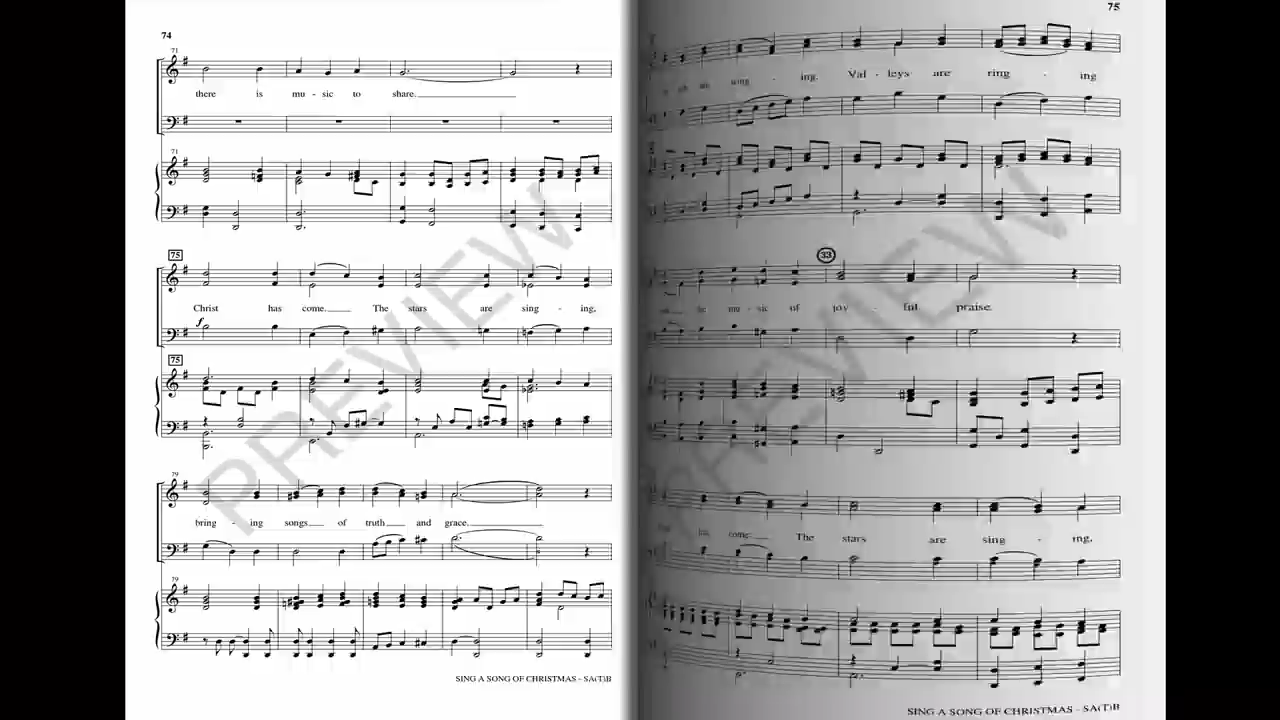 74
71
there is mu - sic to share.
71
75
Christ has come. The stars are sing - ing,
f
75
79
bring - ing songs of truth and grace.
79
SING A SONG OF CHRISTMAS – SA(T)B
PREVIEW
75
ing. Val - leys are ring - ing
33
mu - sic of joy - ful praise.
come. The stars are sing - ing,
SING A SONG OF CHRISTMAS – SA(T)B
PREVIEW